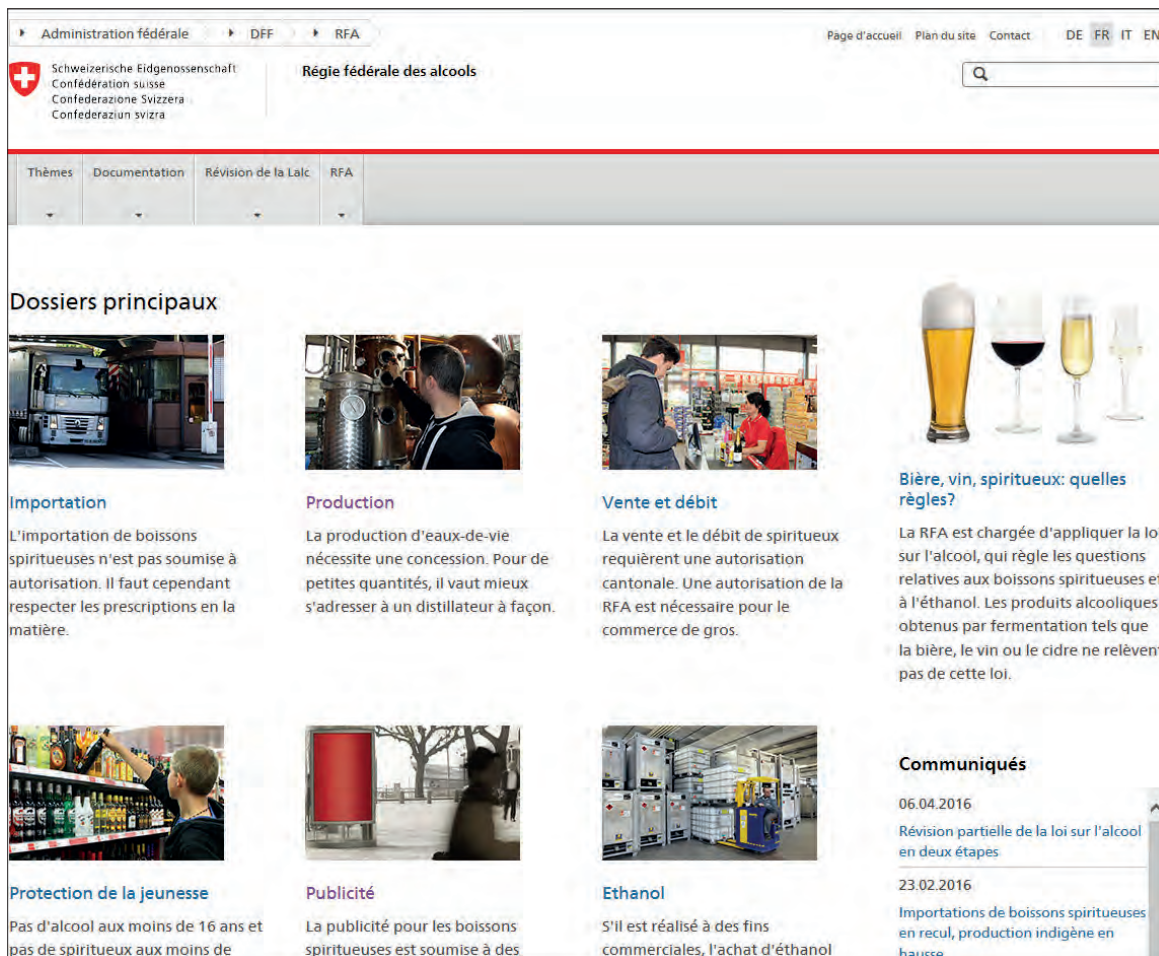 Administration fédérale DFF RFA
Page d'accueil Plan du site Contact DE FR IT EN
Schweizerische Eidgenossenschaft
Confédération suisse
Confederazione Svizzera
Confederaziun svizra
Régie fédérale des alcools
Thèmes Documentation Révision de la Lalc RFA
Dossiers principaux
Importation
L'importation de boissons
spiritueuses n'est pas soumise à
autorisation. Il faut cependant
respecter les prescriptions en la
matière.
Production
La production d'eaux-de-vie
nécessite une concession. Pour de
petites quantités, il vaut mieux
s'adresser à un distillateur à façon.
Vente et débit
La vente et le débit de spiritueux
requièrent une autorisation
cantonale. Une autorisation de la
RFA est nécessaire pour le
commerce de gros.
Bière, vin, spiritueux: quelles
règles?
La RFA est chargée d'appliquer la lo
sur l'alcool, qui règle les questions
relatives aux boissons spiritueuses et
à l'éthanol. Les produits alcooliques
obtenus par fermentation tels que
la bière, le vin ou le cidre ne relèvent
pas de cette loi.
Protection de la jeunesse
Pas d'alcool aux moins de 16 ans et
pas de spiritueux aux moins de
Publicité
La publicité pour les boissons
spiritueuses est soumise à des
Ethanol
S'il est réalisé à des fins
commerciales, l'achat d'éthanol
Communiqués
06.04.2016
Révision partielle de la loi sur l'alcool
en deux étapes
23.02.2016
Importations de boissons spiritueuses
en recul, production indigène en
hausse